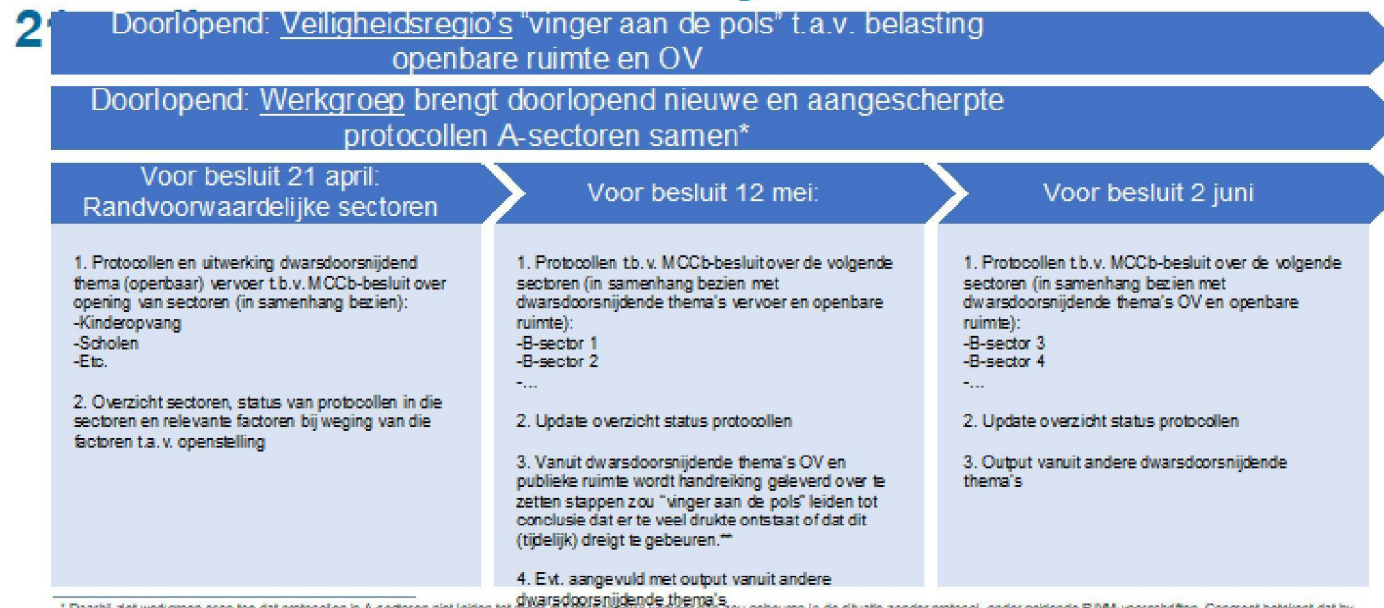 2
Doorlopend: Veiligheidsregio's "vinger aan de pols" t.a.v. belasting
openbare ruimte en OV
Doorlopend: Werkgroep brengt doorlopend nieuwe en aangescherpte
protocollen A-sectoren samen*
Voor besluit 21 april:
Randvoorwaardelijke sectoren
1. Protocollen en uitwerking dwarsdoorsnijdend
thema (openbaar) vervoer t.b.v. MCCb-besluit over
opening van sectoren (in samenhang bezien):
-Kinderopvang
-Scholen
-Etc.
2. Overzicht sectoren, status van protocollen in die
sectoren en relevante factoren bij weging van die
factoren t.a.v. openstelling
Voor besluit 12 mei:
1. Protocollen t.b.v. MCCb-besluit over de volgende
sectoren (in samenhang bezien met
dwarsdoorsnijdende thema's vervoer en openbare
ruimte):
-B-sector 1
-B-sector 2
-...
2. Update overzicht status protocollen
3. Vanuit dwarsdoorsnijdende thema's OV en
publieke ruimte wordt handreiking geleverd over te
zetten stappen zou "vinger aan de pols" leiden tot
conclusie dat er te veel drukte ontstaat of dat dit
(tijdelijk) dreigt te gebeuren.**
4. Evt. aangevuld met output vanuit andere
dwarsdoorsnijdende thema's
Voor besluit 2 juni
1. Protocollen t.b.v. MCCb-besluit over de volgende
sectoren (in samenhang bezien met
dwarsdoorsnijdende thema's OV en openbare
ruimte):
-B-sector 3
-B-sector 4
-...
2. Update overzicht status protocollen
3. Output vanuit andere dwarsdoorsnijdende
thema's